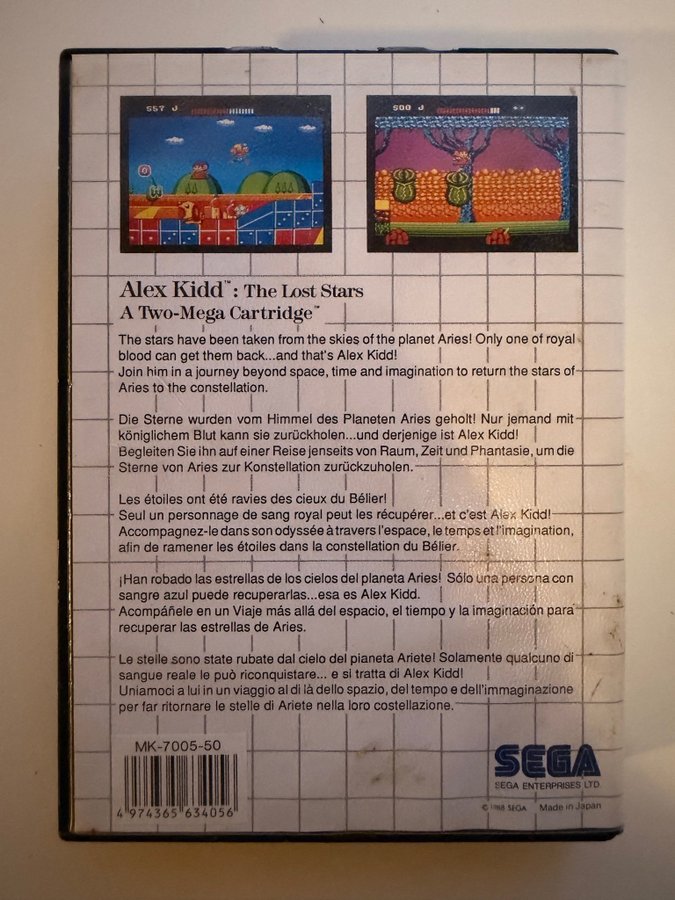 557 J
500 J
Alex Kidd™: The Lost Stars
A Two-Mega Cartridge™
The stars have been taken from the skies of the planet Aries! Only one of royal
blood can get them back...and that's Alex Kidd!
Join him in a journey beyond space, time and imagination to return the stars of
Aries to the constellation.
Die Sterne wurden vom Himmel des Planeten Aries geholt! Nur jemand mit
königlichem Blut kann sie zurückholen...und derjenige ist Alex Kidd!
Begleiten Sie ihn auf einer Reise jenseits von Raum, Zeit und Phantasie, um die
Sterne von Aries zur Konstellation zurückzuholen.
Les étoiles ont été ravies des cieux du Bélier!
Seul un personnage de sang royal peut les récupérer...et c'est Alex Kidd!
Accompagnez-le dans son odyssée à travers l'espace, le temps et l'imagination,
afin de ramener les étoiles dans la constellation du Bélier.
¡Han robado las estrellas de los cielos del planeta Aries! Sólo una persona con
sangre azul puede recuperarlas...esa es Alex Kidd.
Acompáñele en un Viaje más allá del espacio, el tiempo y la imaginación para
recuperar las estrellas de Aries.
Le stelle sono state rubate dal cielo del pianeta Ariete! Solamente qualcuno di
sangue reale le può riconquistare... e si tratta di Alex Kidd!
Uniamoci a lui in un viaggio al di là dello spazio, del tempo e dell'immaginazione
per far ritornare le stelle di Ariete nella loro costellazione.
MK-7005-50
4 974365 634056
SEGA
SEGA ENTERPRISES LTD.
© 1988 SEGA Made in Japan